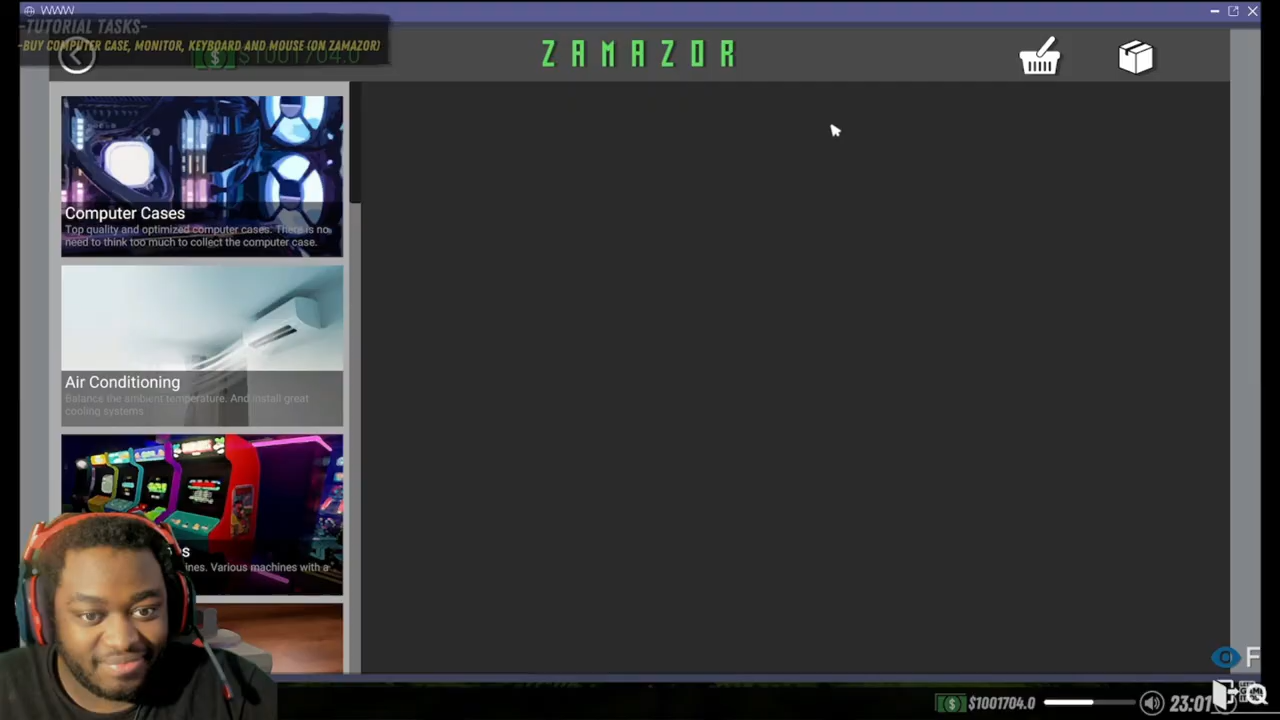 WWW
-TUTORIAL TASKS-
-BUY COMPUTER CASE, MONITOR, KEYBOARD AND MOUSE (ON ZAMAZOR)
$1001704.0
ZAMAZOR
Computer Cases
Top quality and optimized computer cases. There is no
need to think too much to collect the computer case.
Air Conditioning
Balance the ambient temperature. And install great
cooling systems
Various machines with a
F
$1001704.0
23:01